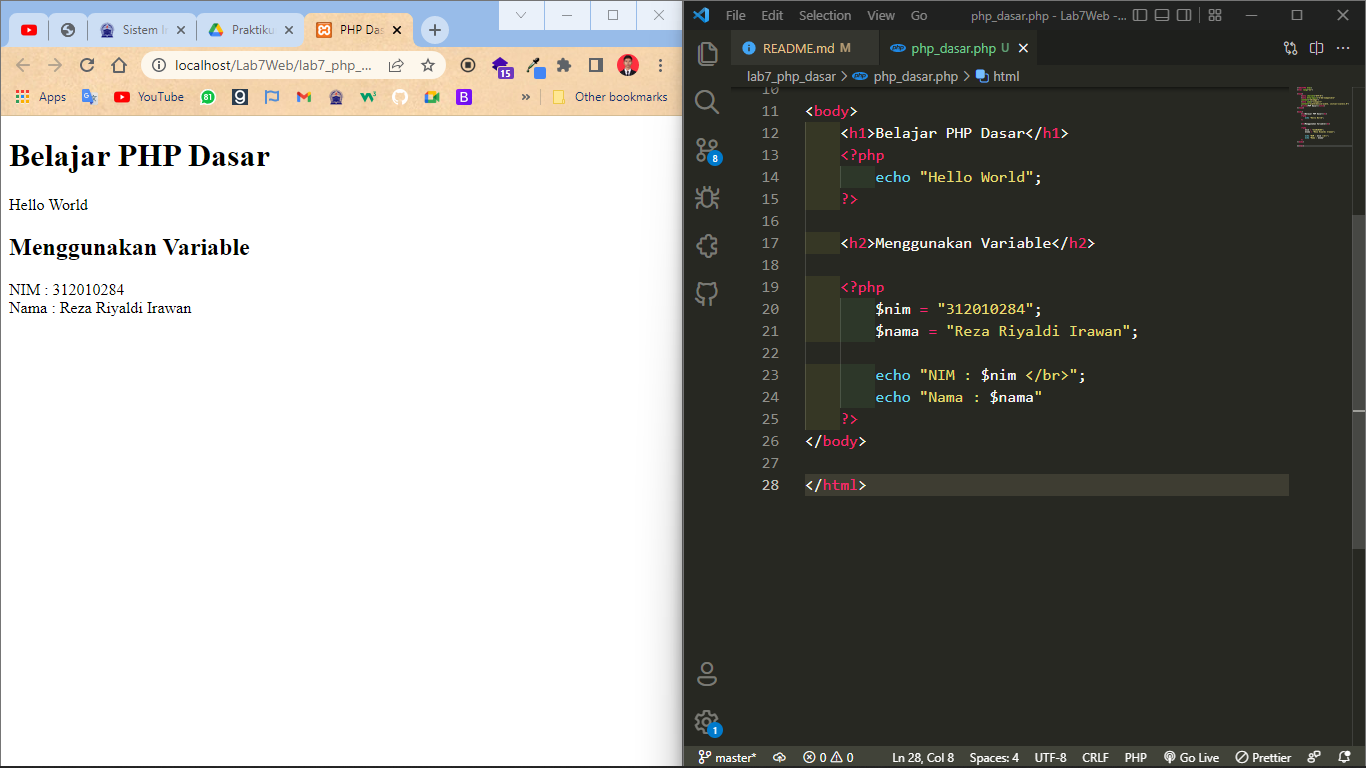 Sistem I
Praktiku
PHP Das
localhost/Lab7Web/lab7_php_...
15
Apps
YouTube
81
Other bookmarks
Belajar PHP Dasar
Hello World
Menggunakan Variable
NIM : 312010284
Nama : Reza Riyaldi Irawan
File Edit Selection View Go php_dasar.php - Lab7Web -...
README.md M
php_dasar.php U
lab7_php_dasar > php_dasar.php > html
8
10
11 <body>
12 <h1>Belajar PHP Dasar</h1>
13 <?php
14 echo "Hello World";
15 ?>
16
17 <h2>Menggunakan Variable</h2>
18
19 <?php
20 $nim = "312010284";
21 $nama = "Reza Riyaldi Irawan";
22
23 echo "NIM : $nim </br>";
24 echo "Nama : $nama"
25 ?>
26 </body>
27
28 </html>
1
master* 0 0 Ln 28, Col 8 Spaces: 4 UTF-8 CRLF PHP Go Live Prettier